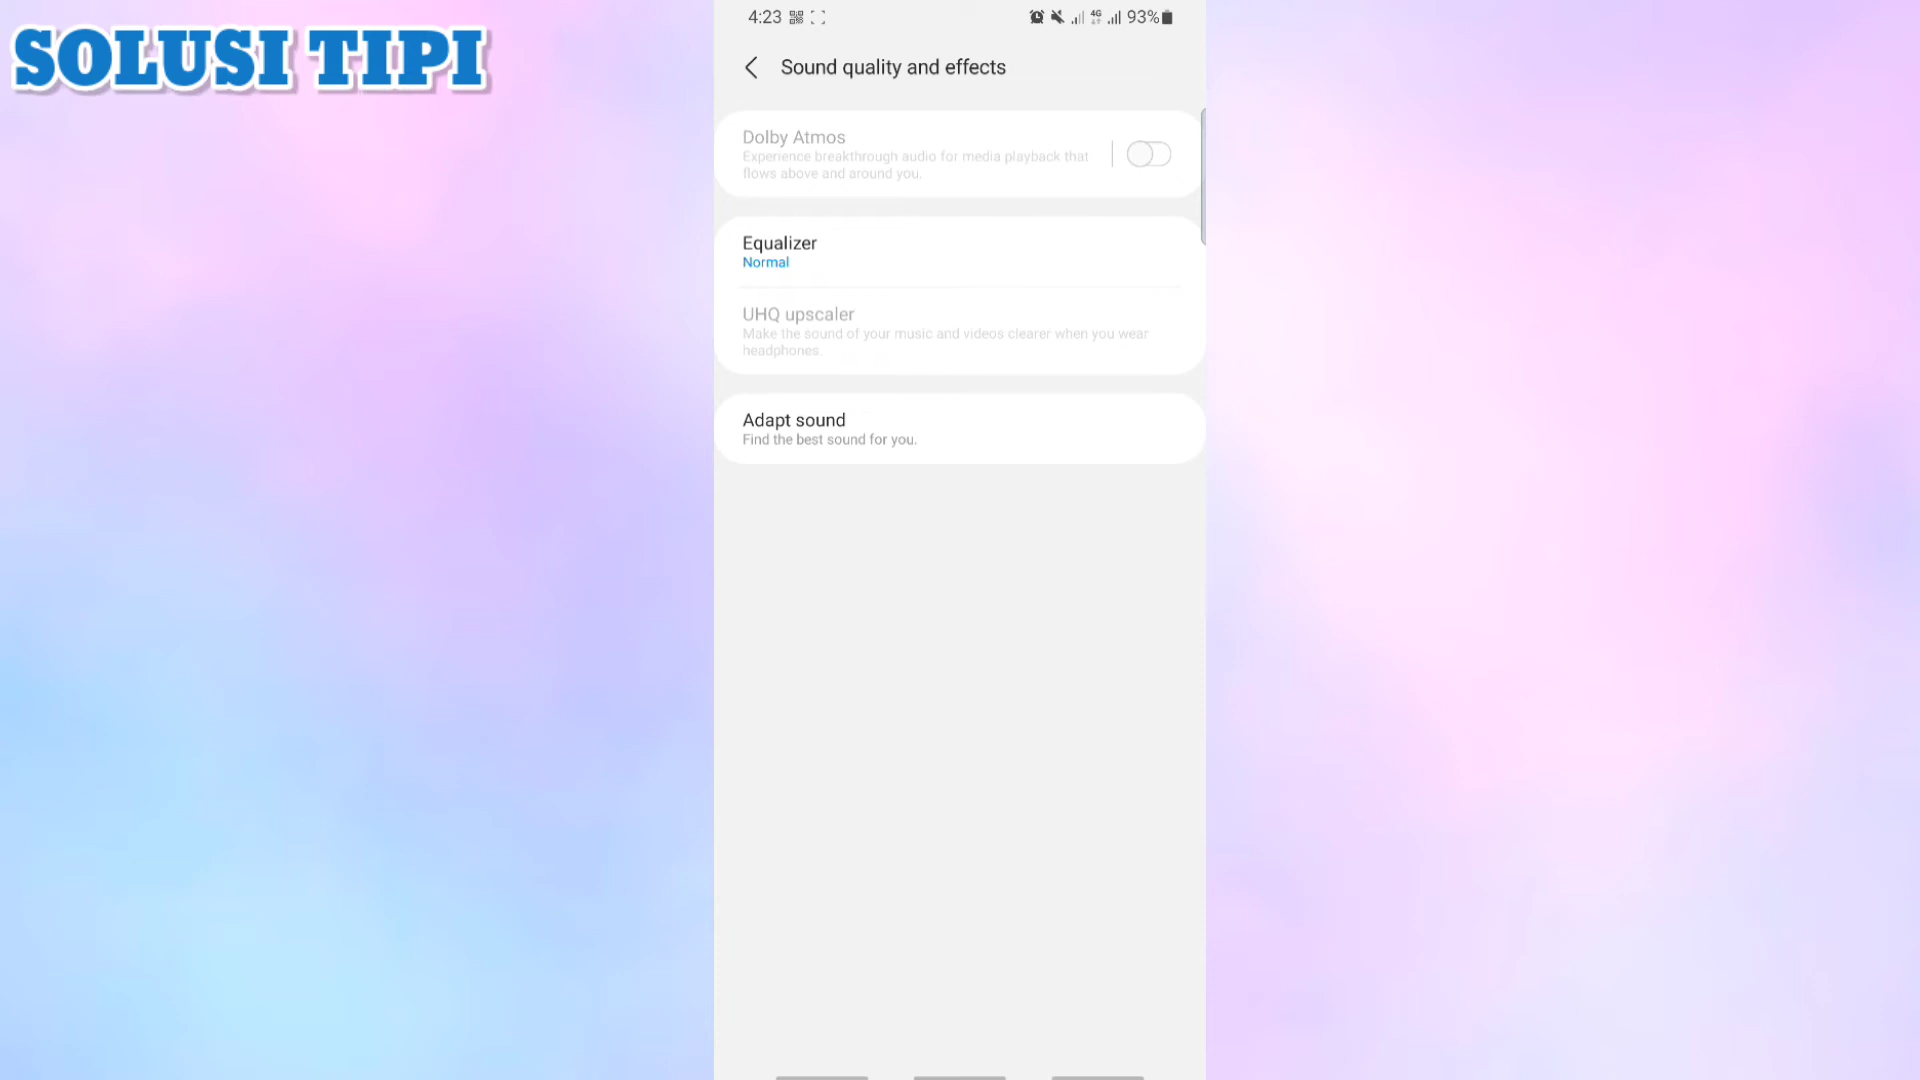 SOLUSI TIPI
4:23
4G
93%
Sound quality and effects
Dolby Atmos
Experience breakthrough audio for media playback that
flows above and around you.
Equalizer
Normal
UHQ upscaler
Make the sound of your music and videos clearer when you wear
headphones.
Adapt sound
Find the best sound for you.